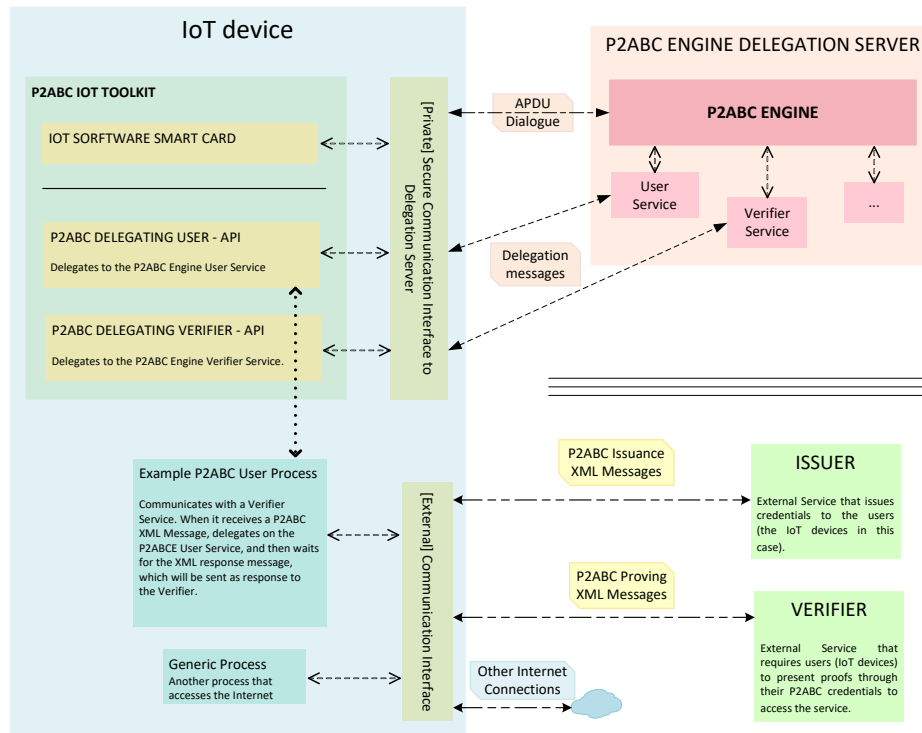 IoT device
P2ABC IOT TOOLKIT
IOT SORFTWARE SMART CARD
P2ABC DELEGATING USER - API
Delegates to the P2ABC Engine User Service
P2ABC DELEGATING VERIFIER - API
Delegates to the P2ABC Engine Verifier Service.
[Private] Secure Communication Interface to
Delegation Server
APDU
Dialogue
Delegation
messages
P2ABC ENGINE DELEGATION SERVER
P2ABC ENGINE
User
Service
Verifier
Service
...
Example P2ABC User Process
Communicates with a Verifier
Service. When it receives a P2ABC
XML Message, delegates on the
P2ABCE User Service, and then waits
for the XML response message,
which will be sent as response to
the Verifier.
Generic Process
Another process that
accesses the Internet
[External] Communication Interface
P2ABC Issuance
XML Messages
P2ABC Proving
XML Messages
Other Internet
Connections
ISSUER
External Service that issues
credentials to the users
(the IoT devices in this
case).
VERIFIER
External Service that
requires users (IoT devices)
to present proofs through
their P2ABC credentials to
access the service.